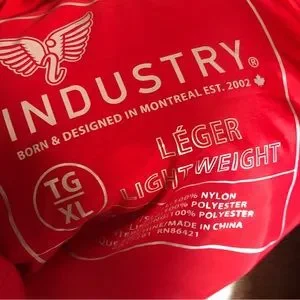 INDUSTRY®
BORN & DESIGNED IN MONTREAL EST. 2002
LÉGER
LIGHTWEIGHT
TG
XL
100% NYLON
100% POLYESTER
100% POLYESTER
/MADE IN CHINA
RN86421